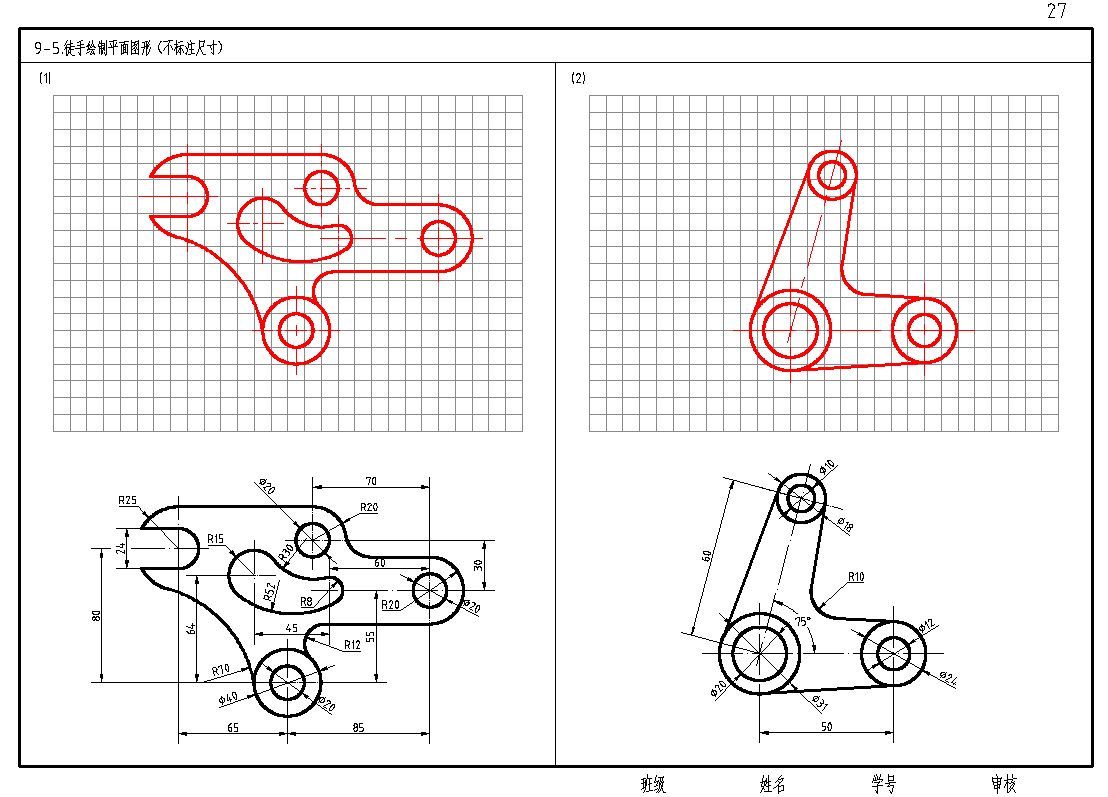 27
9-5.徒手绘制平面图形(不标注尺寸)
(1)
(2)
70
φ20
R25
R20
24
R15
R30
60
30
80
64
R52
R8
R20
φ20
45
55
R12
R70
φ40
φ20
65
85
φ10
φ18
60
R10
75°
φ12
φ20
φ31
φ24
50
班级 姓名 学号 审核